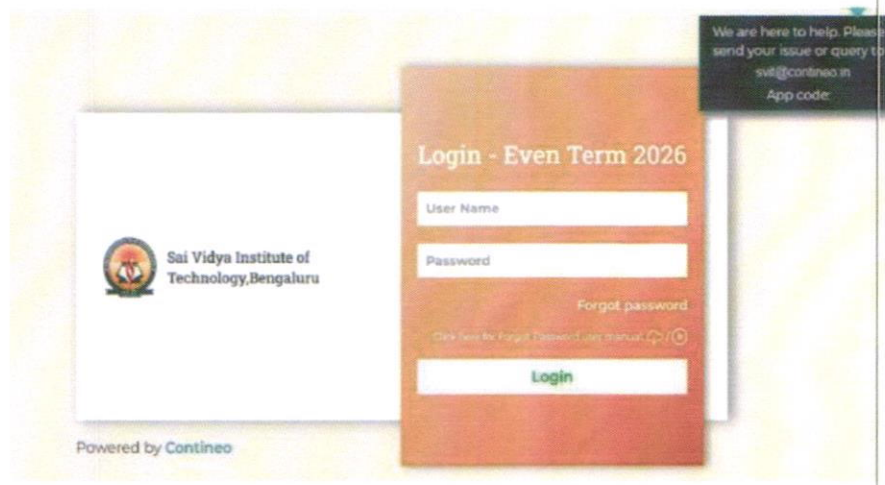 We are here to help. Please
send your issue or query to
svit@contineo.in
App code:
Login - Even Term 2026
User Name
Password
Forgot password
Click here for Forgot Password user manual
Login
Sai Vidya Institute of
Technology,Bengaluru
Powered by Contineo